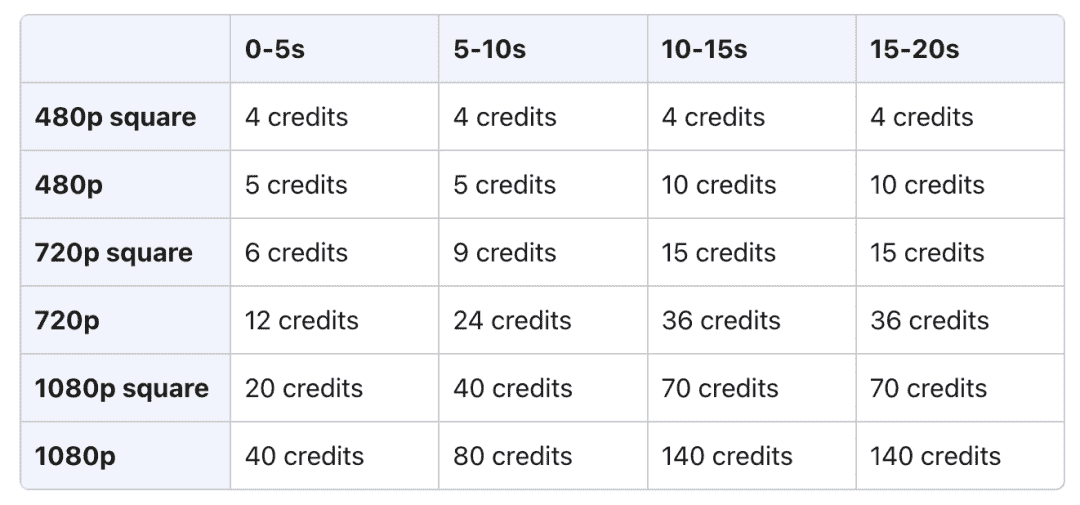 0-5s 5-10s 10-15s 15-20s
480p square 4 credits 4 credits 4 credits 4 credits
480p 5 credits 5 credits 10 credits 10 credits
720p square 6 credits 9 credits 15 credits 15 credits
720p 12 credits 24 credits 36 credits 36 credits
1080p square 20 credits 40 credits 70 credits 70 credits
1080p 40 credits 80 credits 140 credits 140 credits